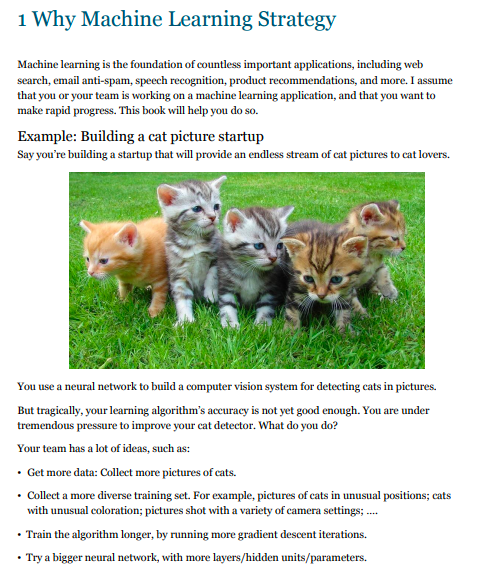 1 Why Machine Learning Strategy
Machine learning is the foundation of countless important applications, including web
search, email anti-spam, speech recognition, product recommendations, and more. I assume
that you or your team is working on a machine learning application, and that you want to
make rapid progress. This book will help you do so.
Example: Building a cat picture startup
Say you’re building a startup that will provide an endless stream of cat pictures to cat lovers.
You use a neural network to build a computer vision system for detecting cats in pictures.
But tragically, your learning algorithm’s accuracy is not yet good enough. You are under
tremendous pressure to improve your cat detector. What do you do?
Your team has a lot of ideas, such as:
• Get more data: Collect more pictures of cats.
• Collect a more diverse training set. For example, pictures of cats in unusual positions; cats
with unusual coloration; pictures shot with a variety of camera settings; ….
• Train the algorithm longer, by running more gradient descent iterations.
• Try a bigger neural network, with more layers/hidden units/parameters.